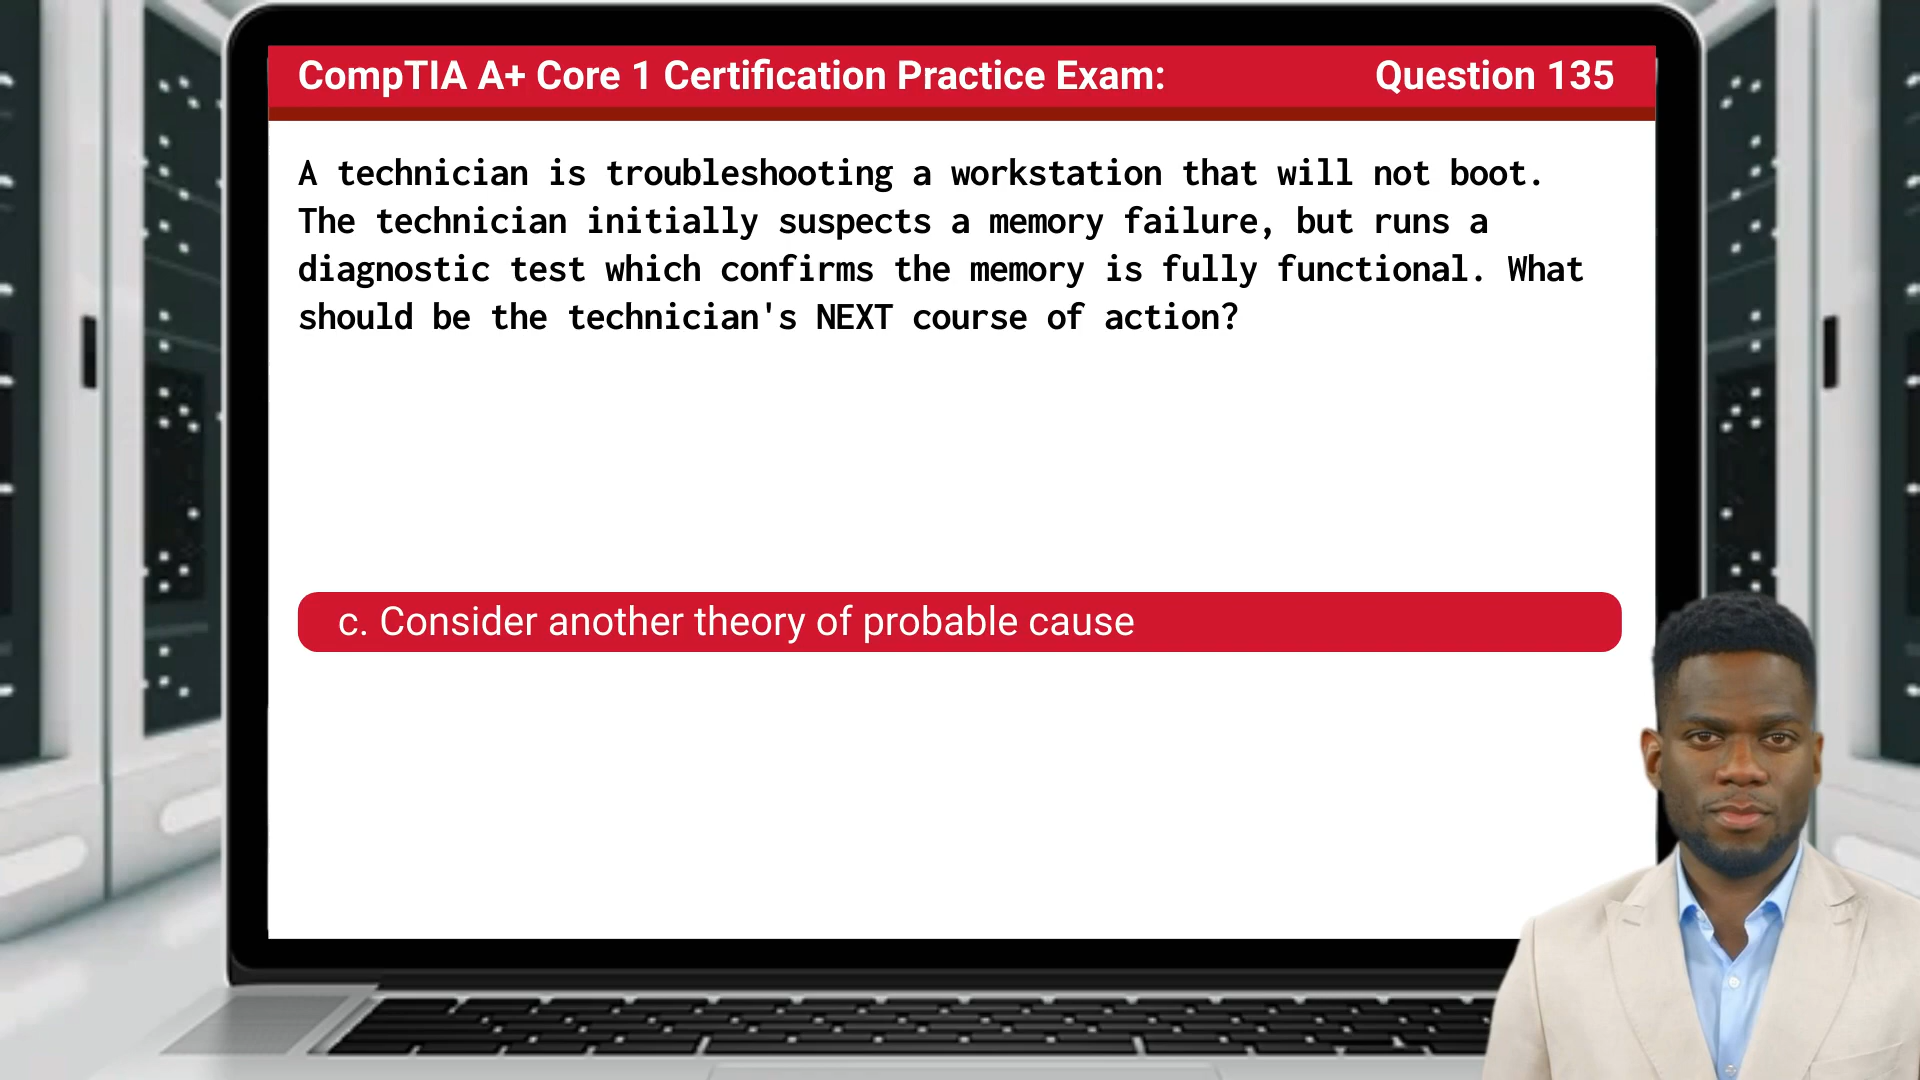 CompTIA A+ Core 1 Certification Practice Exam: Question 135
A technician is troubleshooting a workstation that will not boot.
The technician initially suspects a memory failure, but runs a
diagnostic test which confirms the memory is fully functional. What
should be the technician's NEXT course of action?
c. Consider another theory of probable cause